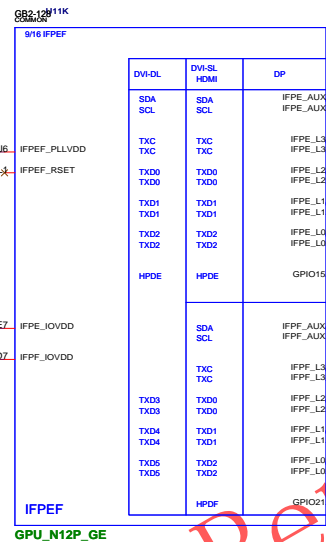 GB2-128
U11K
COMMON
9/16 IFPEF
DVI-DL DVI-SL HDMI DP
SDA SDA IFPE_AUX
SCL SCL IFPE_AUX
TXC TXC IFPE_L3
TXC TXC IFPE_L3
IFPEF_PLLVDD
TXD0 TXD0 IFPE_L2
TXD0 TXD0 IFPE_L2
IFPEF_RSET
TXD1 TXD1 IFPE_L1
TXD1 TXD1 IFPE_L1
TXD2 TXD2 IFPE_L0
TXD2 TXD2 IFPE_L0
HPDE HPDE GPIO15
IFPE_IOVDD
SDA IFPF_AUX
SCL IFPF_AUX
IFPF_IOVDD
TXC IFPF_L3
TXC IFPF_L3
TXD3 TXD0 IFPF_L2
TXD3 TXD0 IFPF_L2
TXD4 TXD1 IFPF_L1
TXD4 TXD1 IFPF_L1
TXD5 TXD2 IFPF_L0
TXD5 TXD2 IFPF_L0
HPDF GPIO21
IFPEF
GPU_N12P_GE